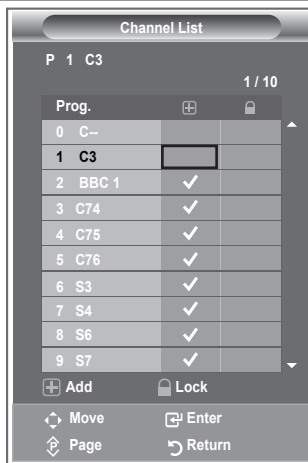 Channel List
P 1 C3
1 / 10
Prog.
0 C--
1 C3
2 BBC 1
3 C74
4 C75
5 C76
6 S3
7 S4
8 S6
9 S7
Add Lock
Move Enter
P Page Return